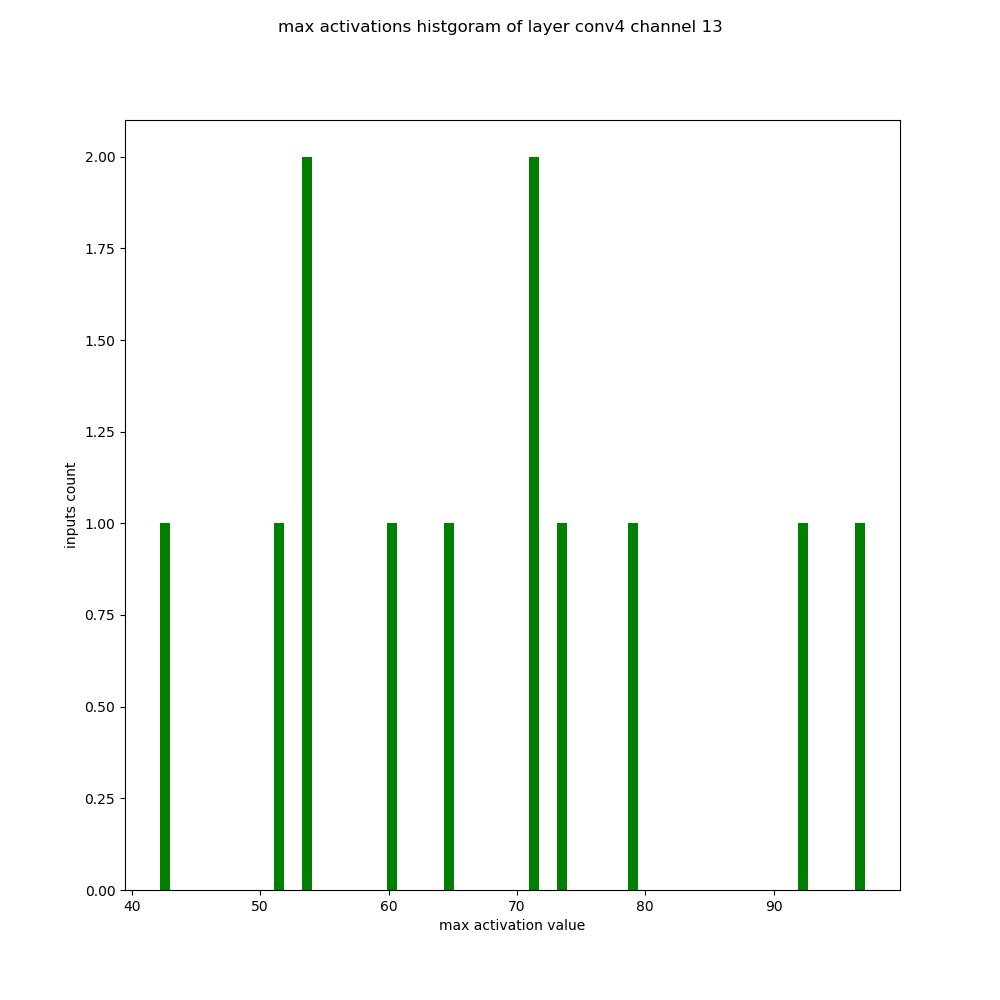 max activations histgoram of layer conv4 channel 13
2.00
1.75
1.50
1.25
1.00
0.75
0.50
0.25
0.00
inputs count
40 50 60 70 80 90
max activation value